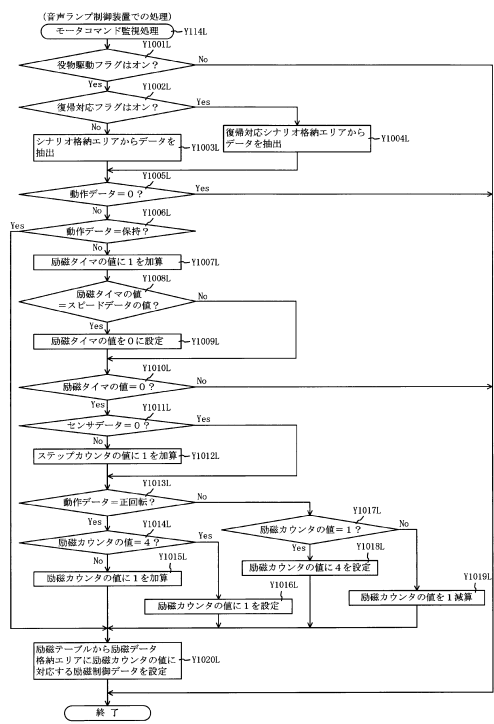 (音声ランプ制御装置での処理)
モータコマンド監視処理
Y114L
Y1001L
役物駆動フラグはオン?
No
Yes
Y1002L
復帰対応フラグはオン?
Yes
No
シナリオ格納エリアからデータを
抽出
Y1003L
復帰対応シナリオ格納エリアから
データを抽出
Y1004L
Y1005L
動作データ=0?
Yes
No
Y1006L
Yes
動作データ=保持?
No
励磁タイマの値に1を加算
Y1007L
Y1008L
励磁タイマの値
=スピードデータの値?
No
Yes
励磁タイマの値を0に設定
Y1009L
Y1010L
励磁タイマの値=0?
No
Yes
Y1011L
センサデータ=0?
Yes
No
ステップカウンタの値に1を加算
Y1012L
Y1013L
動作データ=正回転?
No
Yes
Y1014L
励磁カウンタの値=4?
Yes
No
Y1015L
励磁カウンタの値に1を加算
Y1016L
励磁カウンタの値に1を設定
Y1017L
励磁カウンタの値=1?
No
Yes
Y1018L
励磁カウンタの値に4を設定
Y1019L
励磁カウンタの値を1減算
励磁テーブルから励磁データ
格納エリアに励磁カウンタの値に
対応する励磁制御データを設定
Y1020L
終了